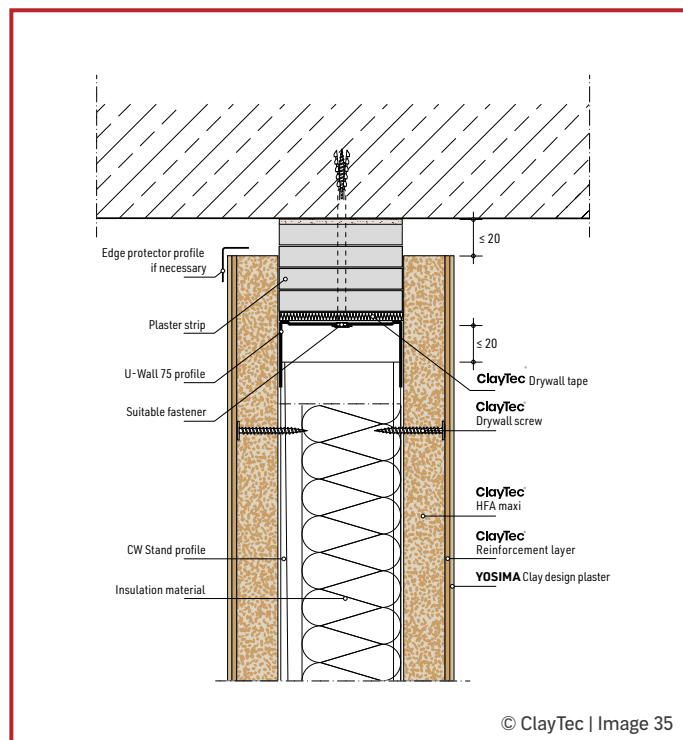 Edge protector profile
if necessary
Plaster strip
U-Wall 75 profile
Suitable fastener
CW Stand profile
Insulation material
≤ 20
≤ 20
ClayTec® Drywall tape
ClayTec®
Drywall screw
ClayTec®
HFA maxi
ClayTec®
Reinforcement layer
YOSIMA Clay design plaster
© ClayTec | Image 35